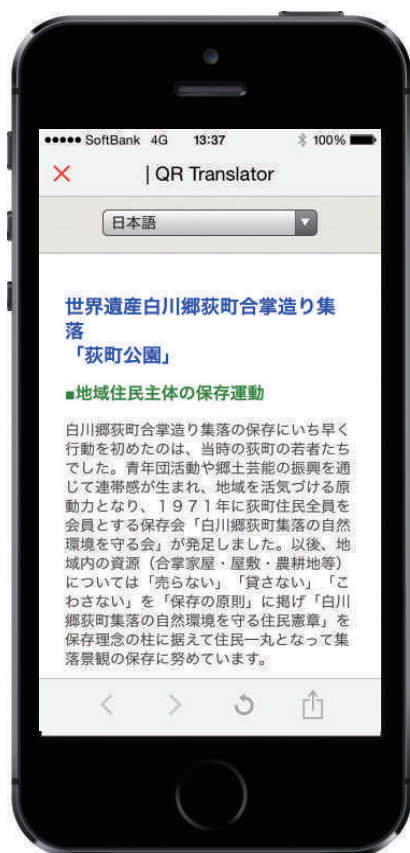 SoftBank 4G 13:37 100%
| QR Translator
日本語
世界遺産白川郷荻町合掌造り集
落
「荻町公園」
■地域住民主体の保存運動
白川郷荻町合掌造り集落の保存にいち早く
行動を初めたのは、当時の荻町の若者たち
でした。青年団活動や郷土芸能の振興を通
じて連帯感が生まれ、地域を活気づける原
動力となり、１９７１年に荻町住民全員を
会員とする保存会「白川郷荻町集落の自然
環境を守る会」が発足しました。以後、地
域内の資源（合掌家屋・屋敷・農耕地等）
については「売らない」「貸さない」「こ
わさない」を「保存の原則」に掲げ「白川
郷荻町集落の自然環境を守る住民憲章」を
保存理念の柱に据えて住民一丸となって集
落景観の保存に努めています。